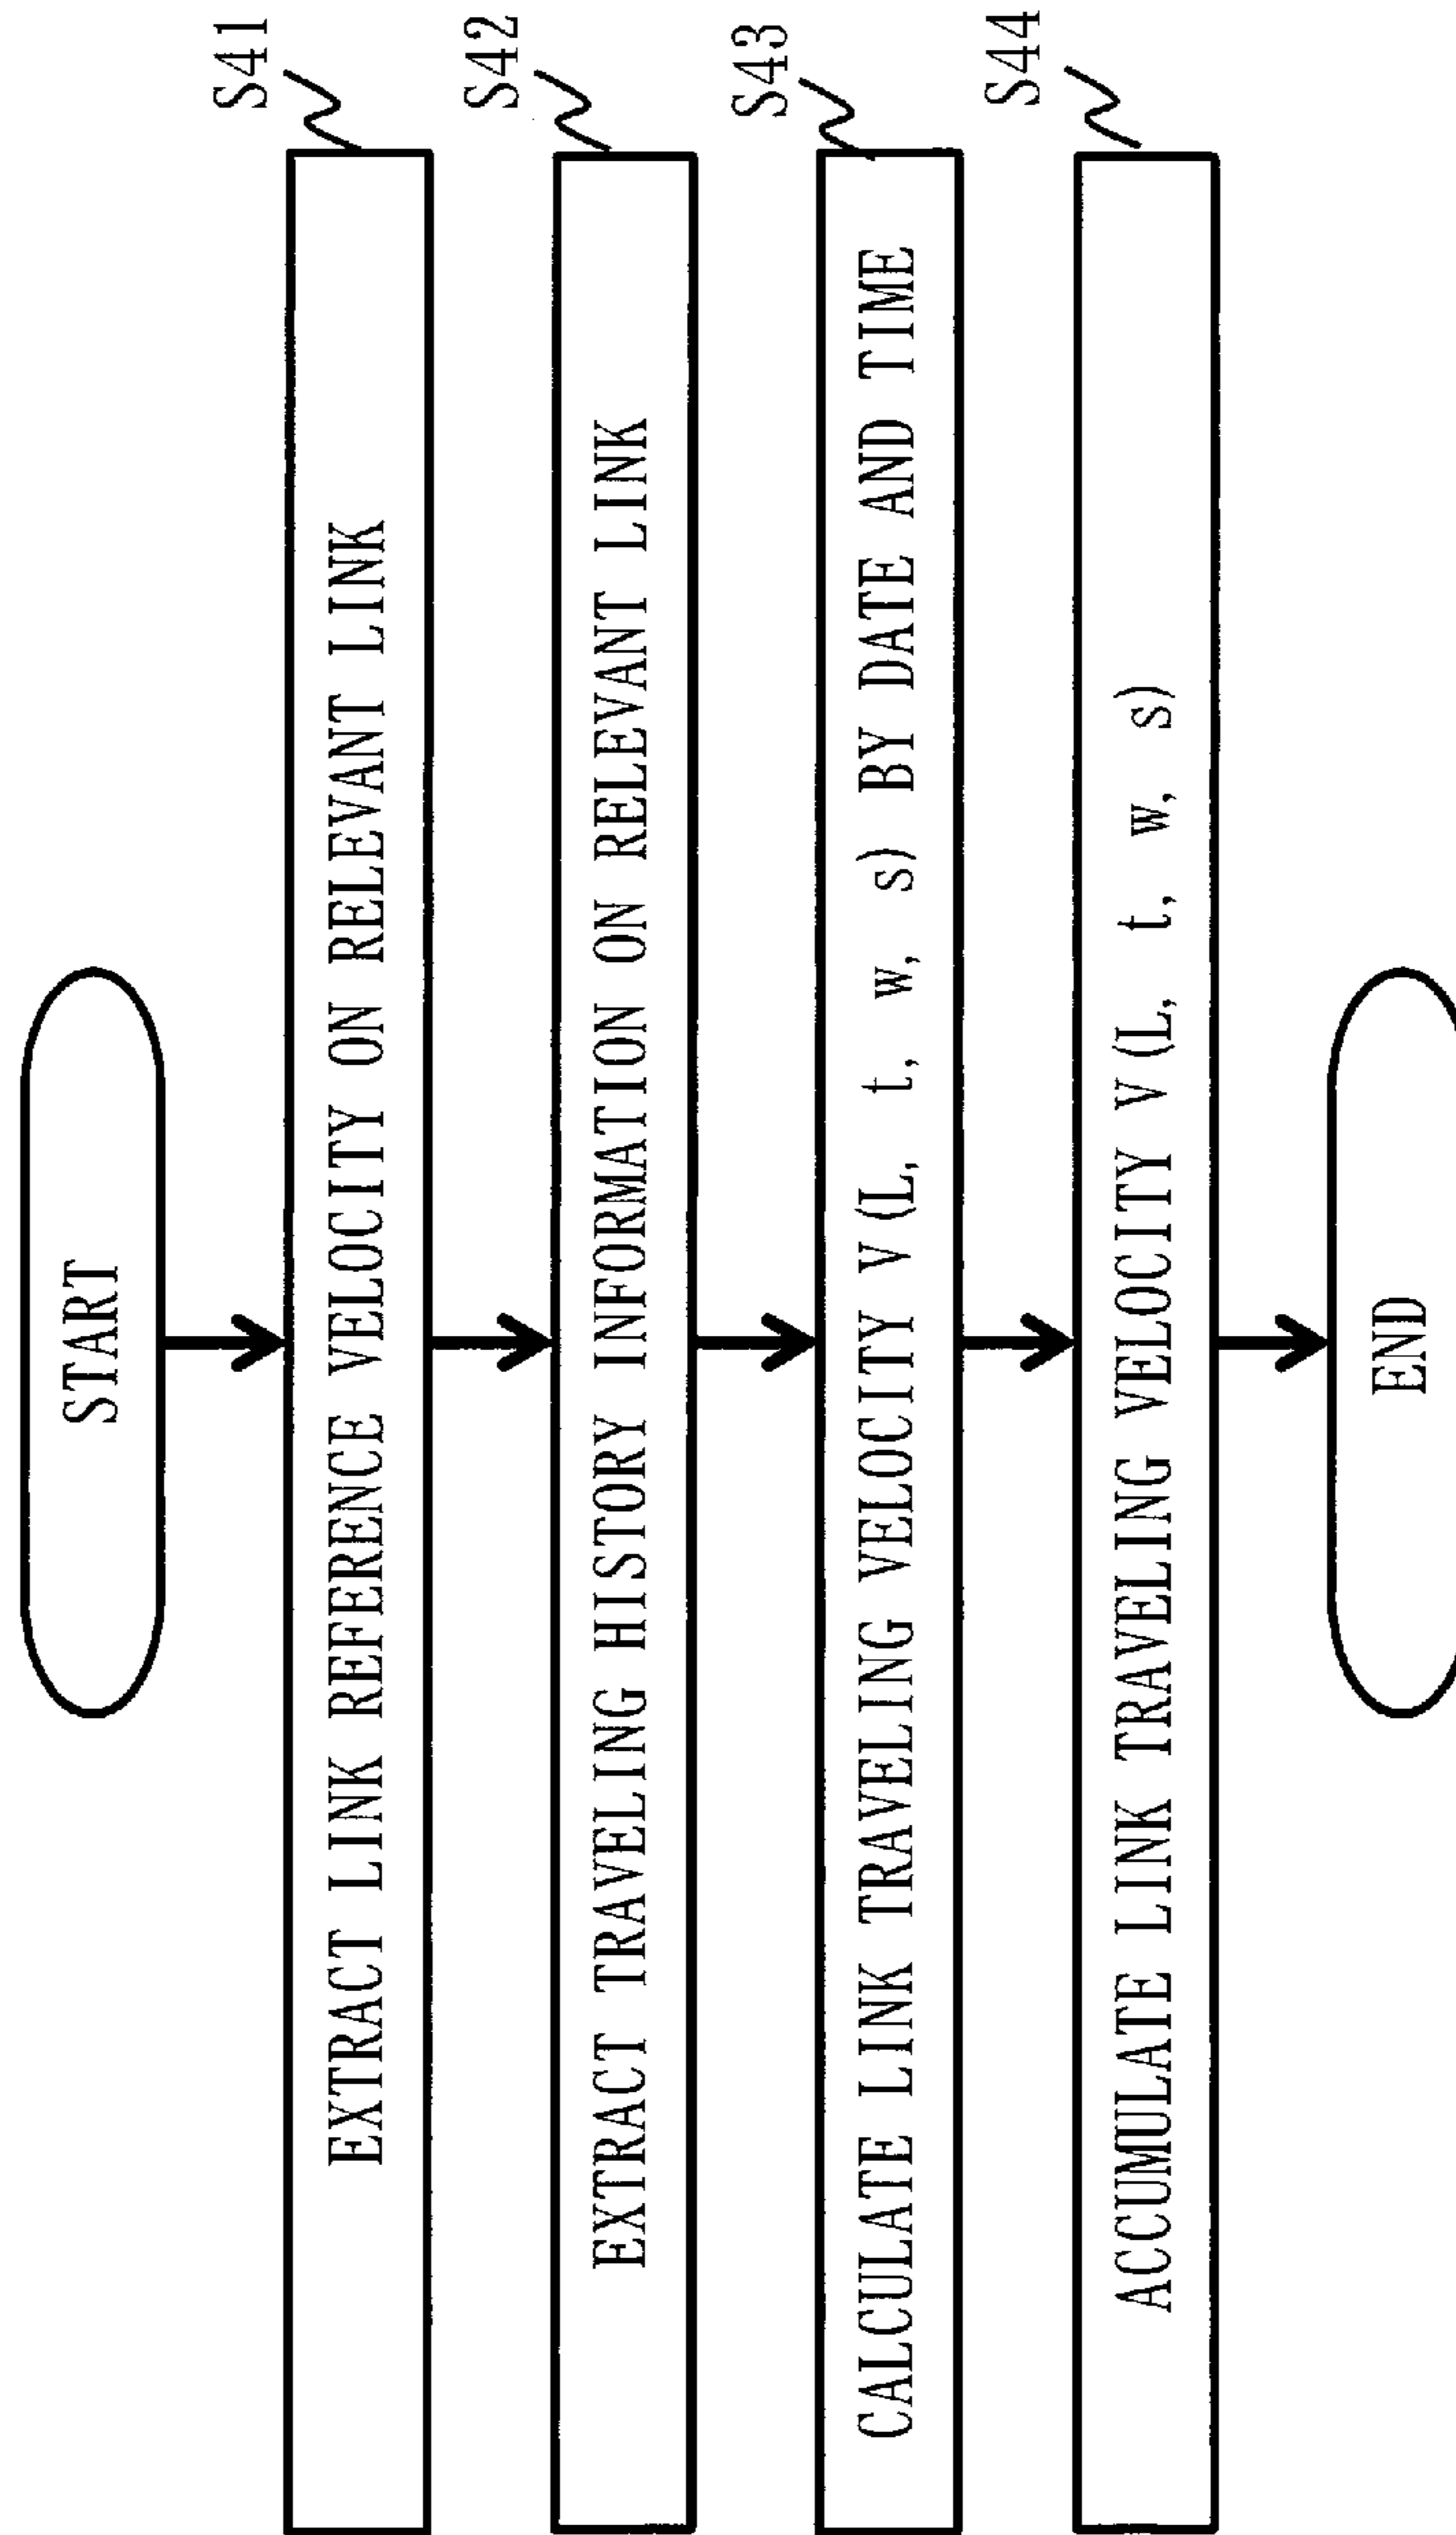 START
EXTRACT LINK REFERENCE VELOCITY ON RELEVANT LINK
S41
EXTRACT TRAVELING HISTORY INFORMATION ON RELEVANT LINK
S42
CALCULATE LINK TRAVELING VELOCITY V(L, t, w, s) BY DATE AND TIME
S43
ACCUMULATE LINK TRAVELING VELOCITY V(L, t, w, s)
S44
END